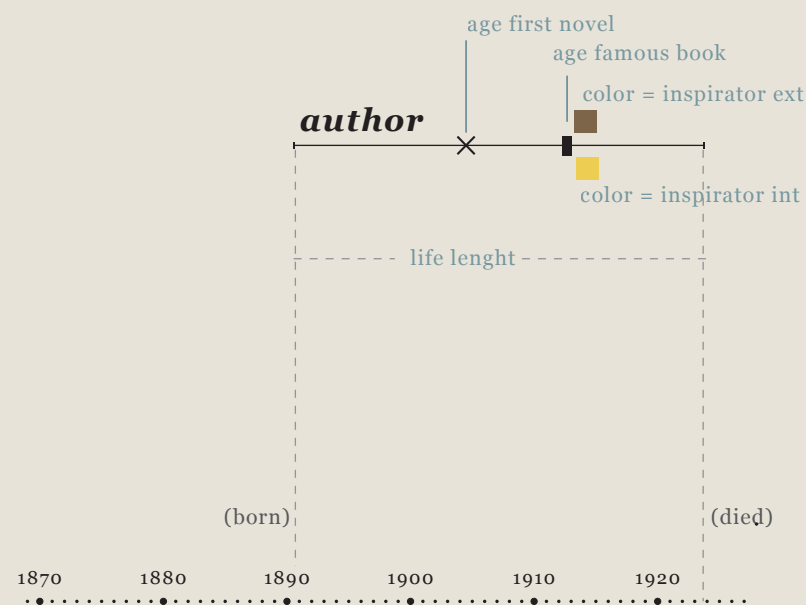 age first novel
age famous book
color = inspirator ext
author
color = inspirator int
life lenght
(born)
(died)
1870 1880 1890 1900 1910 1920